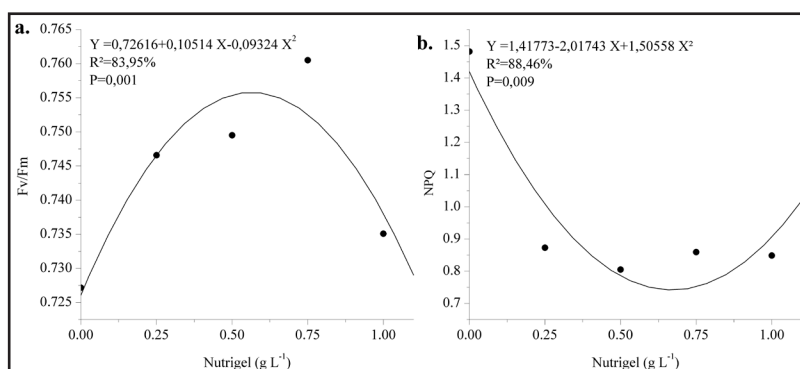 a.
Y =0,72616+0,10514 X-0,09324 X²
R²=83,95%
P=0,001
0.765
0.760
0.755
0.750
0.745
0.740
0.735
0.730
0.725
Fv/Fm
0.00
0.25
0.50
0.75
1.00
Nutrigel (g L⁻¹)
b.
Y =1,41773-2,01743 X+1,50558 X²
R²=88,46%
P=0,009
1.5
1.4
1.3
1.2
1.1
1.0
0.9
0.8
0.7
NPQ
0.00
0.25
0.50
0.75
1.00
Nutrigel (g L⁻¹)